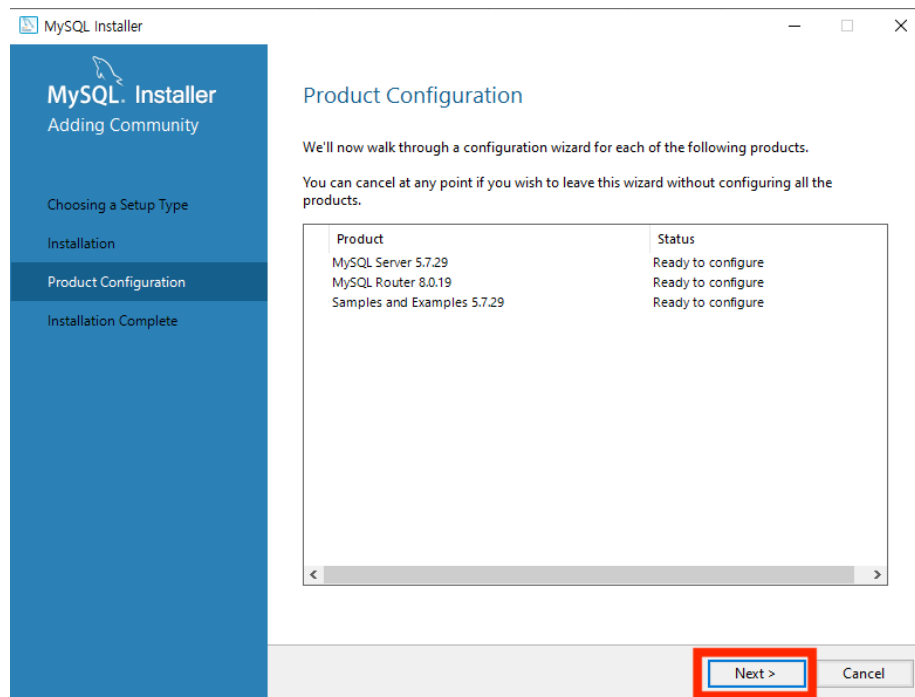 MySQL Installer
MySQL. Installer
Adding Community
Choosing a Setup Type
Installation
Product Configuration
Installation Complete
Product Configuration
We'll now walk through a configuration wizard for each of the following products.
You can cancel at any point if you wish to leave this wizard without configuring all the
products.
Product Status
MySQL Server 5.7.29 Ready to configure
MySQL Router 8.0.19 Ready to configure
Samples and Examples 5.7.29 Ready to configure
Next > Cancel